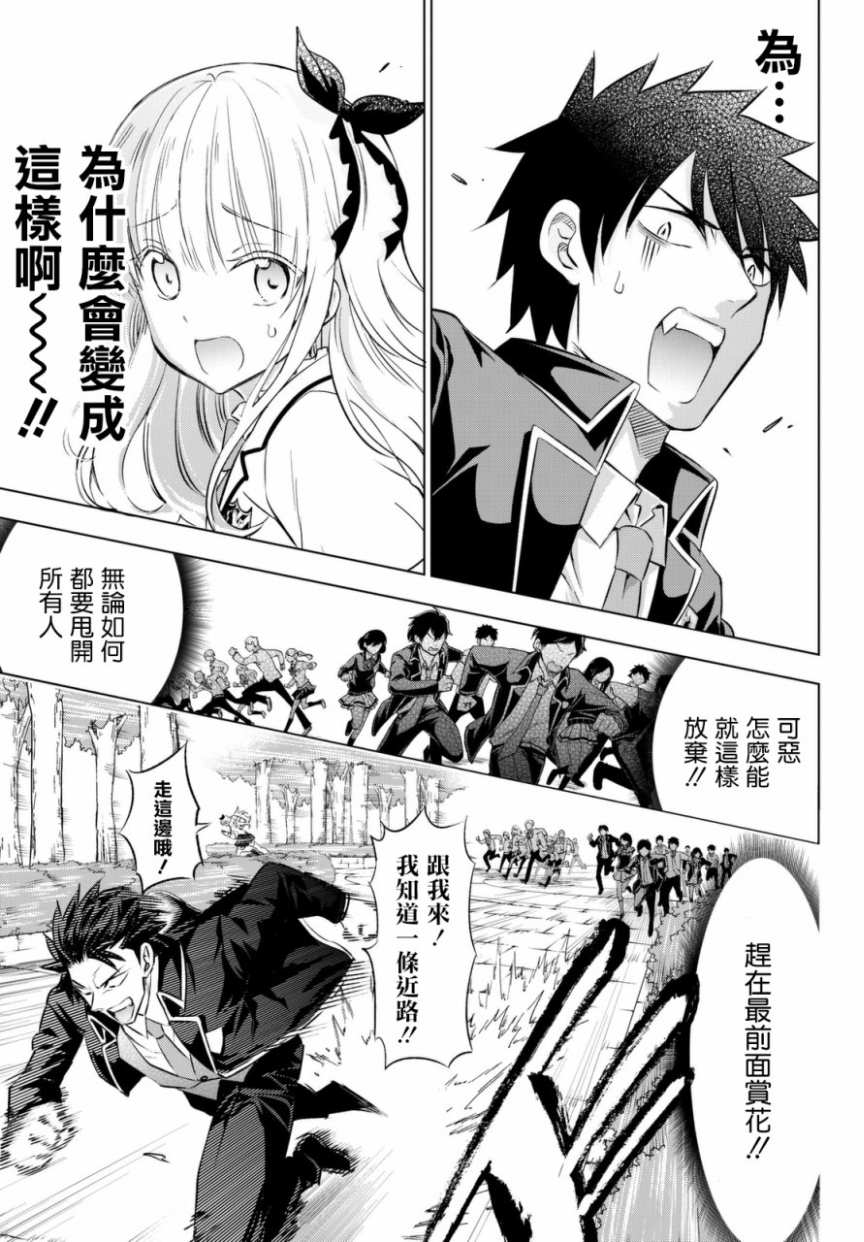 為…
為什麼會變成
這樣啊~~~!!
可惡
怎麼能
就這樣
放棄!!
無論如何
都要甩開
所有人
趕在最前面賞花!!
跟我來!
我知道一條近路!!
走這邊哦!